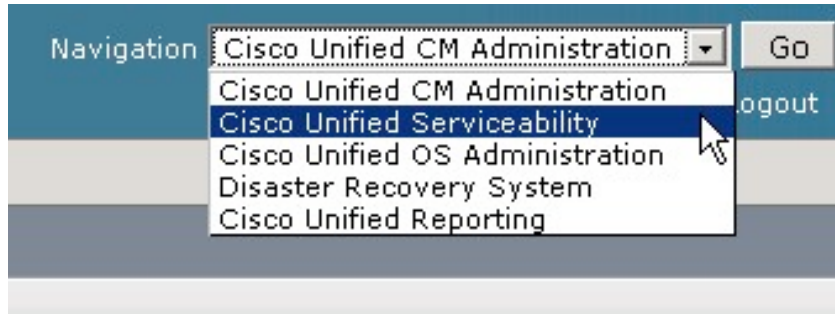 Navigation Cisco Unified CM Administration Go
Cisco Unified CM Administration
Cisco Unified Serviceability
ogout
Cisco Unified OS Administration
Disaster Recovery System
Cisco Unified Reporting